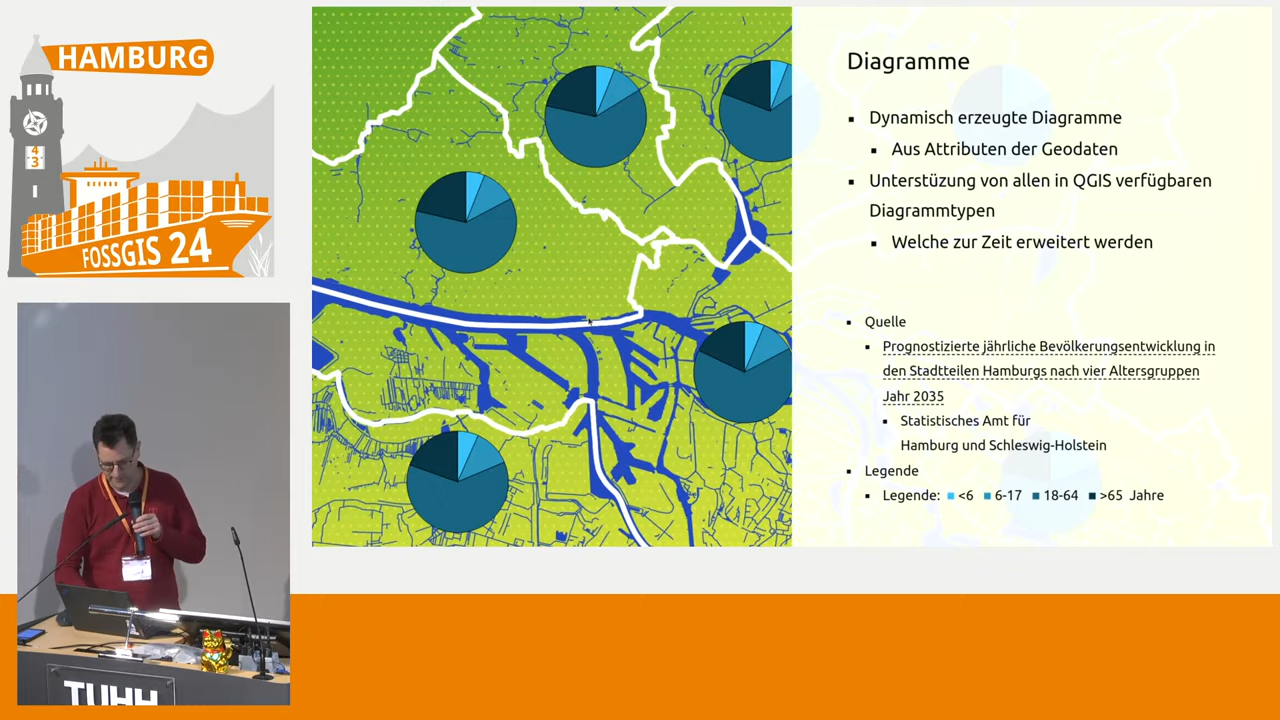 HAMBURG
4
3
FOSSGIS 24
TUHH
Diagramme
Dynamisch erzeugte Diagramme
Aus Attributen der Geodaten
Unterstüzung von allen in QGIS verfügbaren
Diagrammtypen
Welche zur Zeit erweitert werden
Quelle
Prognostizierte jährliche Bevölkerungsentwicklung in
den Stadtteilen Hamburgs nach vier Altersgruppen
Jahr 2035
Statistisches Amt für
Hamburg und Schleswig-Holstein
Legende
Legende: <6 6-17 18-64 >65 Jahre